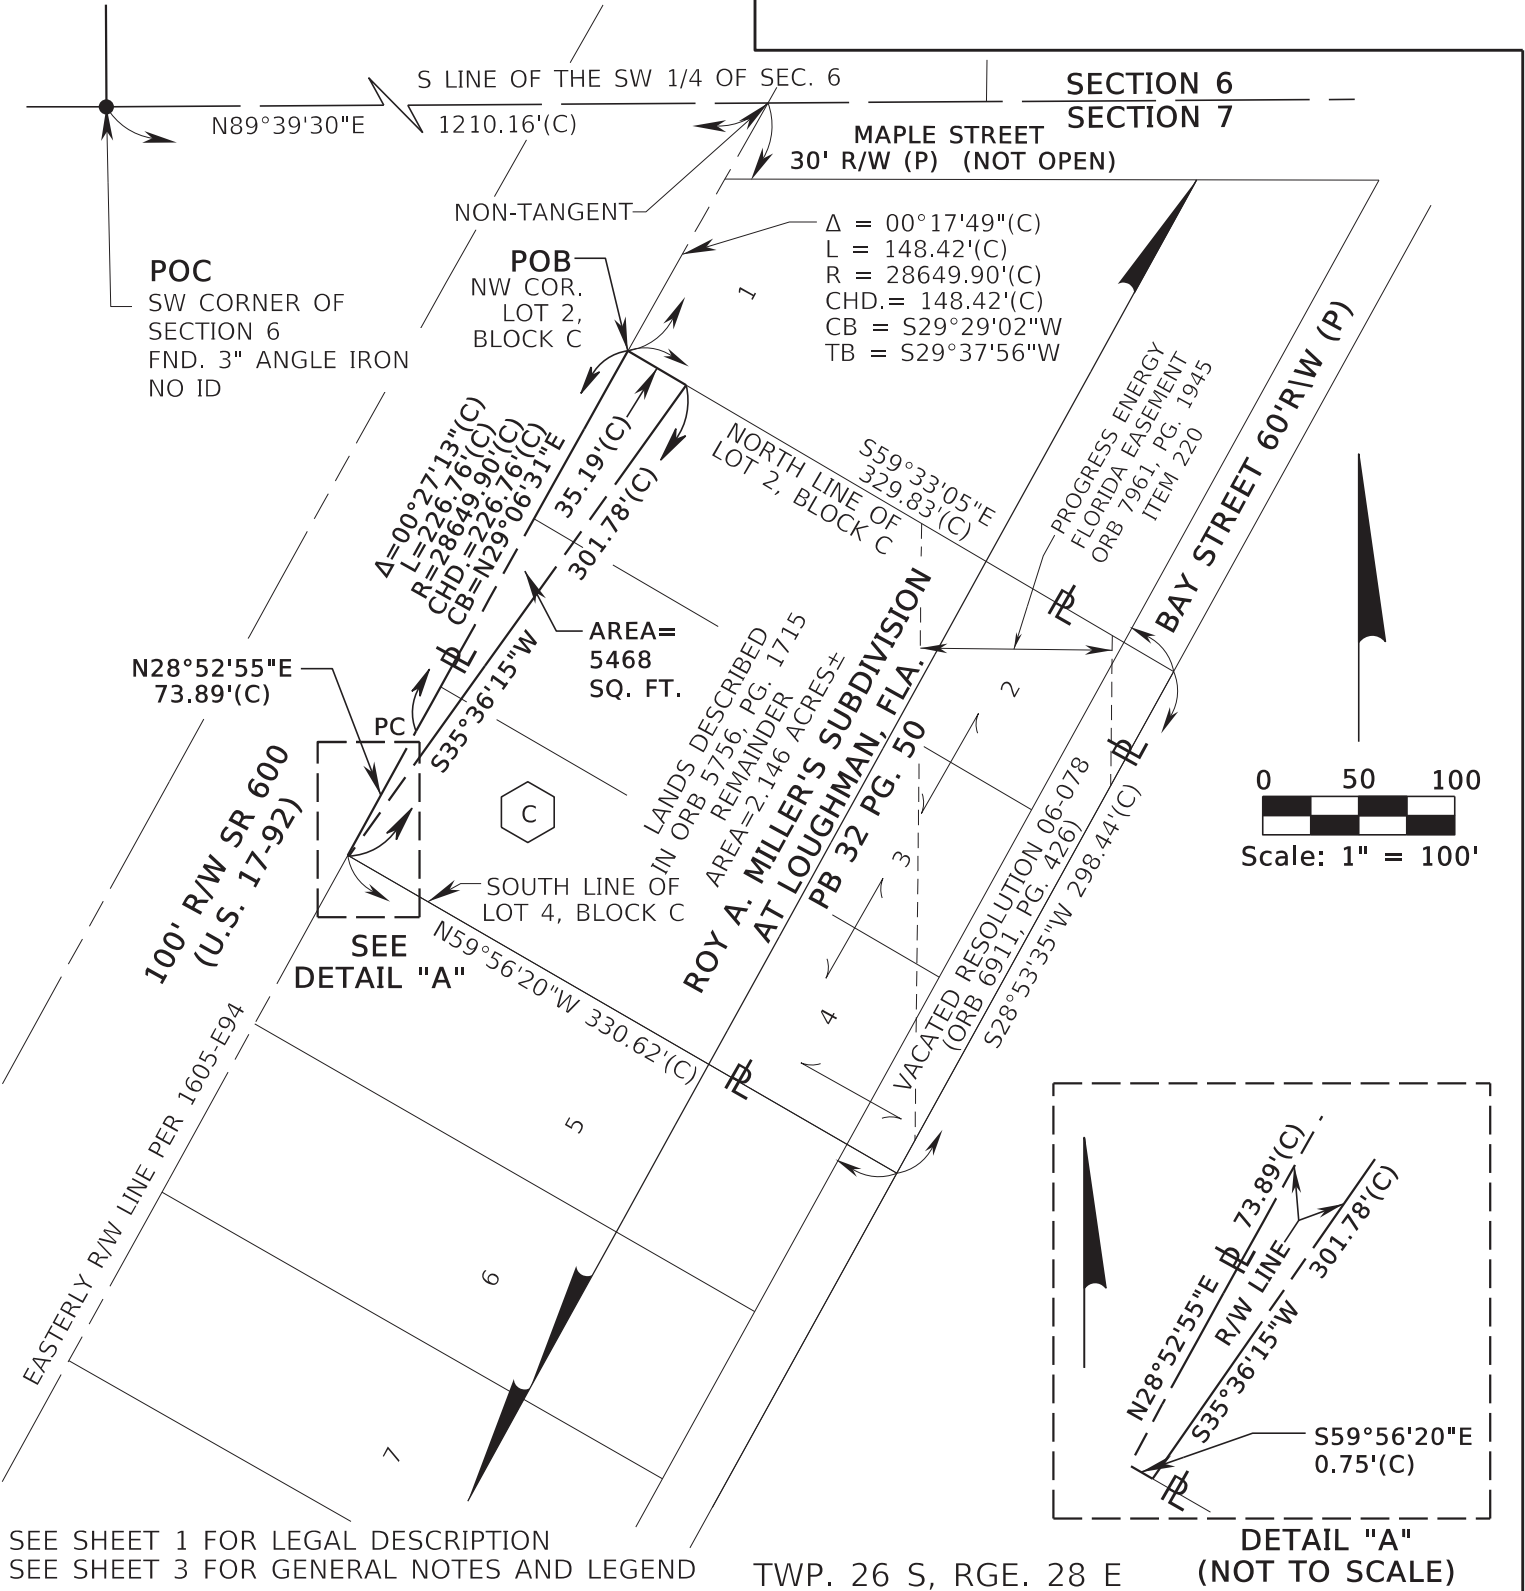 S LINE OF THE SW 1/4 OF SEC. 6
SECTION 6
SECTION 7
N89°39'30"E
1210.16'(C)
MAPLE STREET
30' R/W (P) (NOT OPEN)
NON-TANGENT
Δ = 00°17'49"(C)
L = 148.42'(C)
R = 28649.90'(C)
CHD.= 148.42'(C)
CB = S29°29'02"W
TB = S29°37'56"W
POC
SW CORNER OF
SECTION 6
FND. 3" ANGLE IRON
NO ID
POB
NW COR.
LOT 2,
BLOCK C
1
Δ=00°27'13"(C)
L=226.76'(C)
R=28649.90'(C)
CHD.=226.76'(C)
CB=N29°06'31"E
35.19'(C)
301.78'(C)
NORTH LINE OF
LOT 2, BLOCK C
S59°33'05"E
329.83'(C)
PROGRESS ENERGY
FLORIDA EASEMENT
ORB 7961, PG. 1945
ITEM 220
BAY STREET 60'R\W (P)
PL
PL
AREA=
5468
SQ. FT.
N28°52'55"E
73.89'(C)
S35°36'15"W
PC
LANDS DESCRIBED
IN ORB 5756, PG. 1715
REMAINDER
AREA=2.146 ACRES±
ROY A. MILLER'S SUBDIVISION
AT LOUGHMAN, FLA.
PB 32 PG. 50
2
PL
0 50 100
Scale: 1" = 100'
100' R/W SR 600
(U.S. 17-92)
C
3
VACATED RESOLUTION 06-078
(ORB 6911, PG. 426)
S28°53'35"W 298.44'(C)
SOUTH LINE OF
LOT 4, BLOCK C
SEE
DETAIL "A"
N59°56'20"W 330.62'(C)
4
PL
EASTERLY R/W LINE PER 1605-E94
5
6
7
N28°52'55"E 73.89'(C)
PL
R/W LINE
S35°36'15"W 301.78'(C)
S59°56'20"E
0.75'(C)
PL
DETAIL "A"
(NOT TO SCALE)
SEE SHEET 1 FOR LEGAL DESCRIPTION
SEE SHEET 3 FOR GENERAL NOTES AND LEGEND
TWP. 26 S, RGE. 28 E